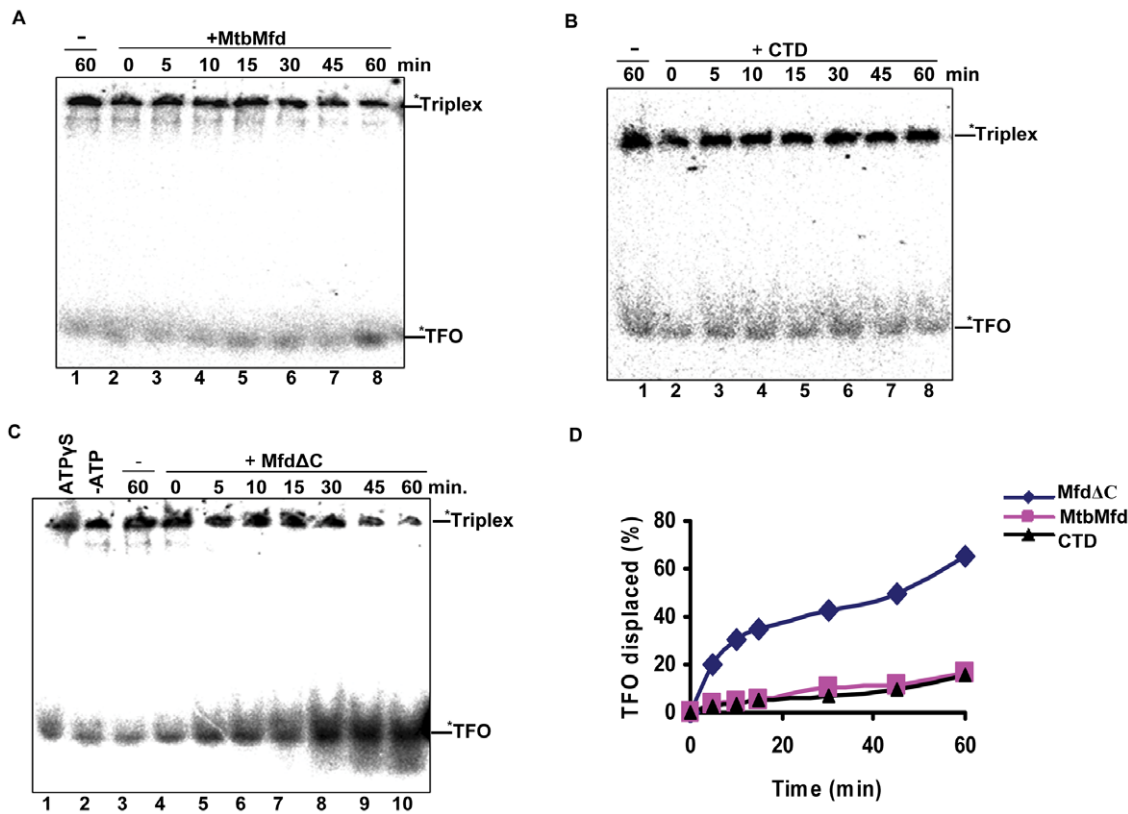 A
- +MtbMfd
60 0 5 10 15 30 45 60 min
*Triplex
*TFO
1 2 3 4 5 6 7 8
B
- + CTD
60 0 5 10 15 30 45 60 min
*Triplex
*TFO
1 2 3 4 5 6 7 8
C
ATPγS
-ATP
- + MfdΔC
60 0 5 10 15 30 45 60 min.
*Triplex
*TFO
1 2 3 4 5 6 7 8 9 10
D
MfdΔC
MtbMfd
CTD
TFO displaced (%)
80
60
40
20
0
0 20 40 60
Time (min)